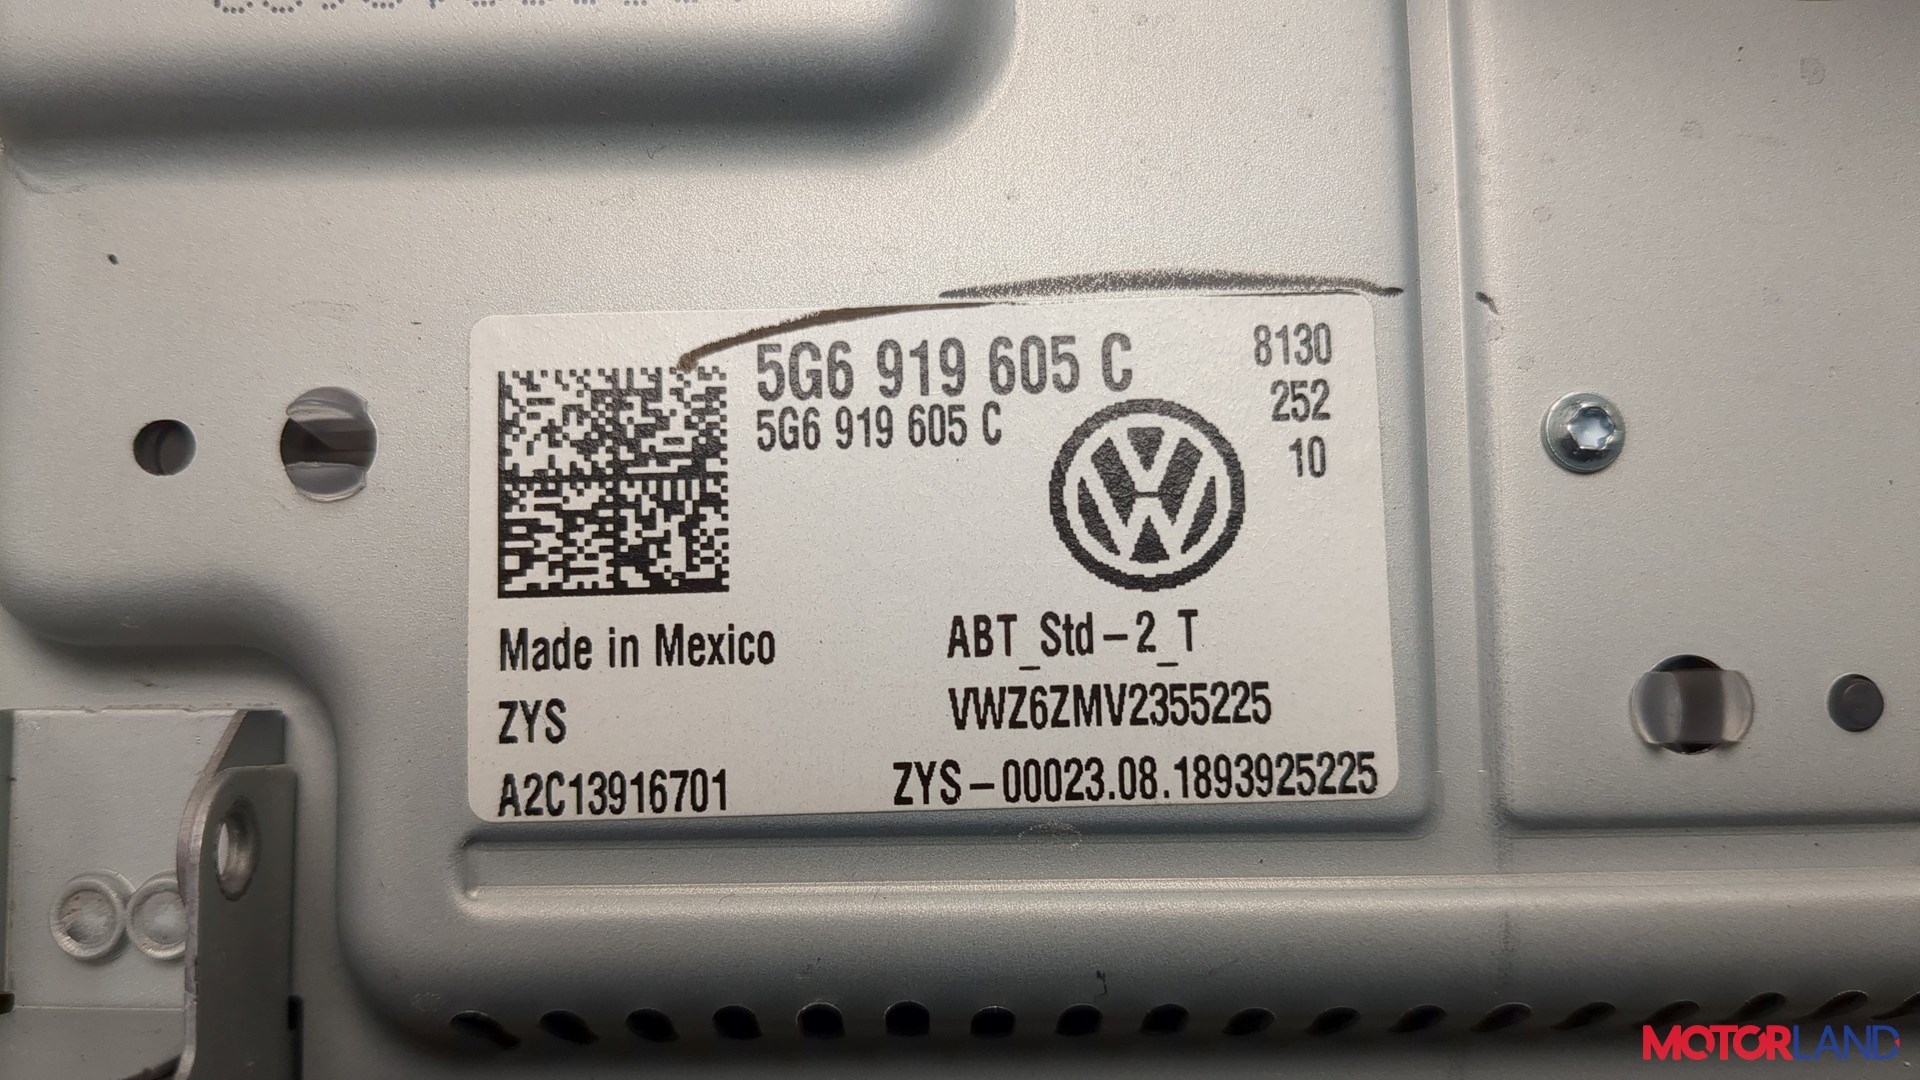 5G6 919 605 C
5G6 919 605 C
8130
252
10
Made in Mexico
ABT_Std-2_T
ZYS
VWZ6ZMV2355225
A2C13916701
ZYS-00023.08.1893925225
MOTORLAND